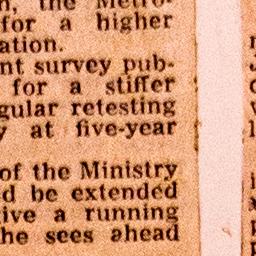 n, the Metro-
for a higher
ation.
nt survey pub-
for a stiffer
gular retesting
y at five-year
of the Ministry
d be extended
ive a running
he sees ahead